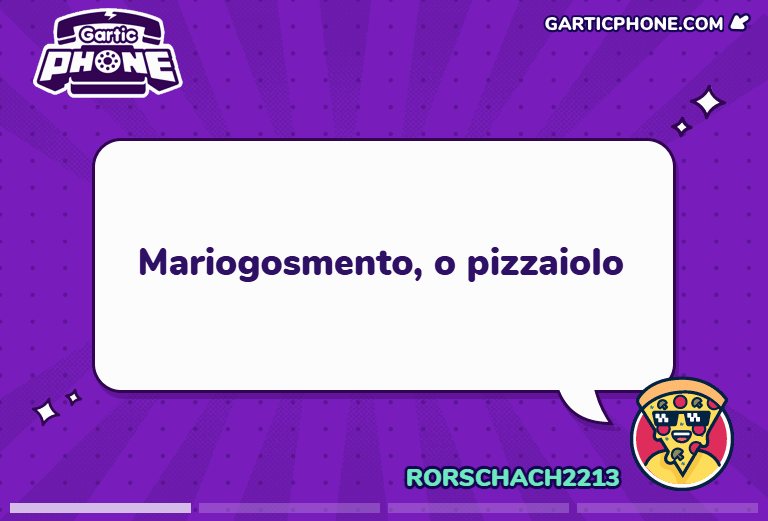 Gartic
PHONE
GARTICPHONE.COM
Mariogosmento, o pizzaiolo
RORSCHACH2213